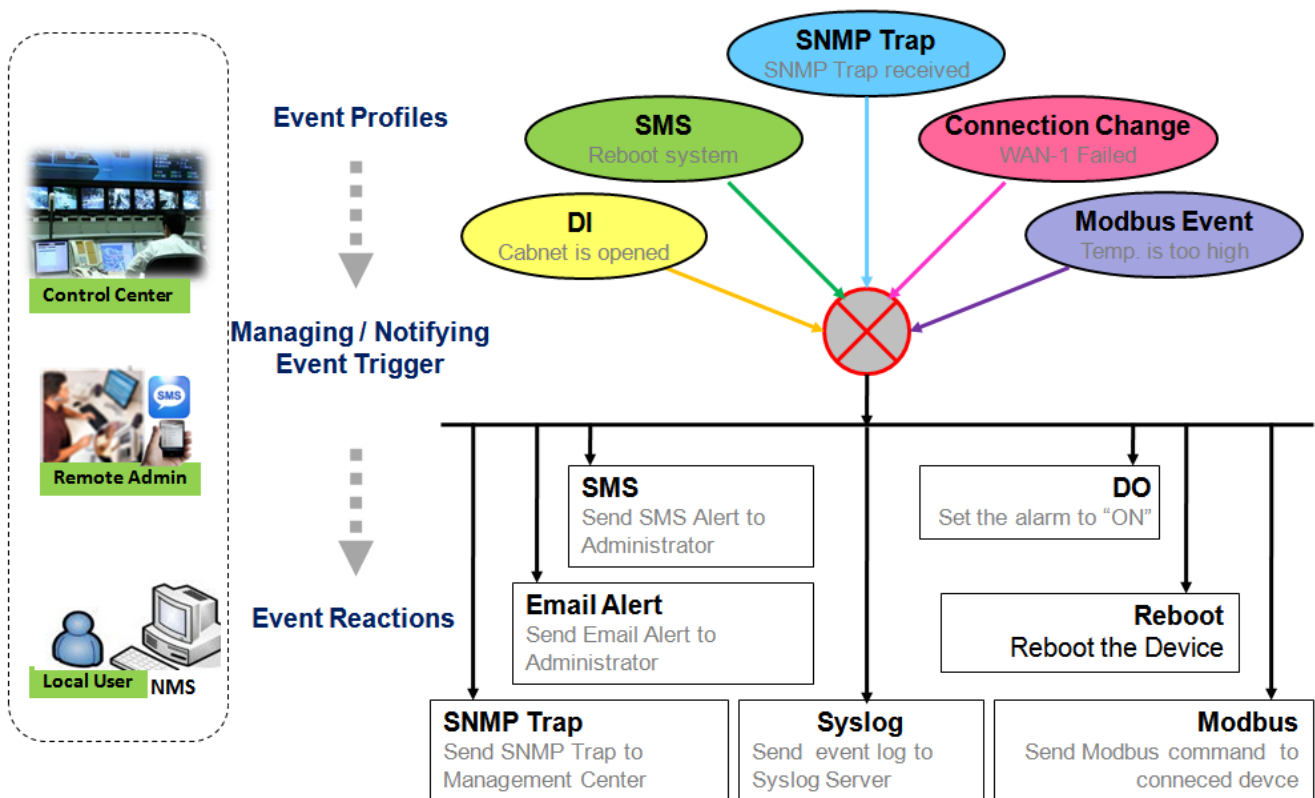 SNMP Trap
SNMP Trap received
Event Profiles
SMS
Reboot system
Connection Change
WAN-1 Failed
DI
Cabnet is opened
Modbus Event
Temp. is too high
Control Center
Managing / Notifying
Event Trigger
SMS
Remote Admin
SMS
Send SMS Alert to
Administrator
DO
Set the alarm to “ON”
Event Reactions
Email Alert
Send Email Alert to
Administrator
Reboot
Reboot the Device
Local User
NMS
SNMP Trap
Send SNMP Trap to
Management Center
Syslog
Send event log to
Syslog Server
Modbus
Send Modbus command to
conneced devce